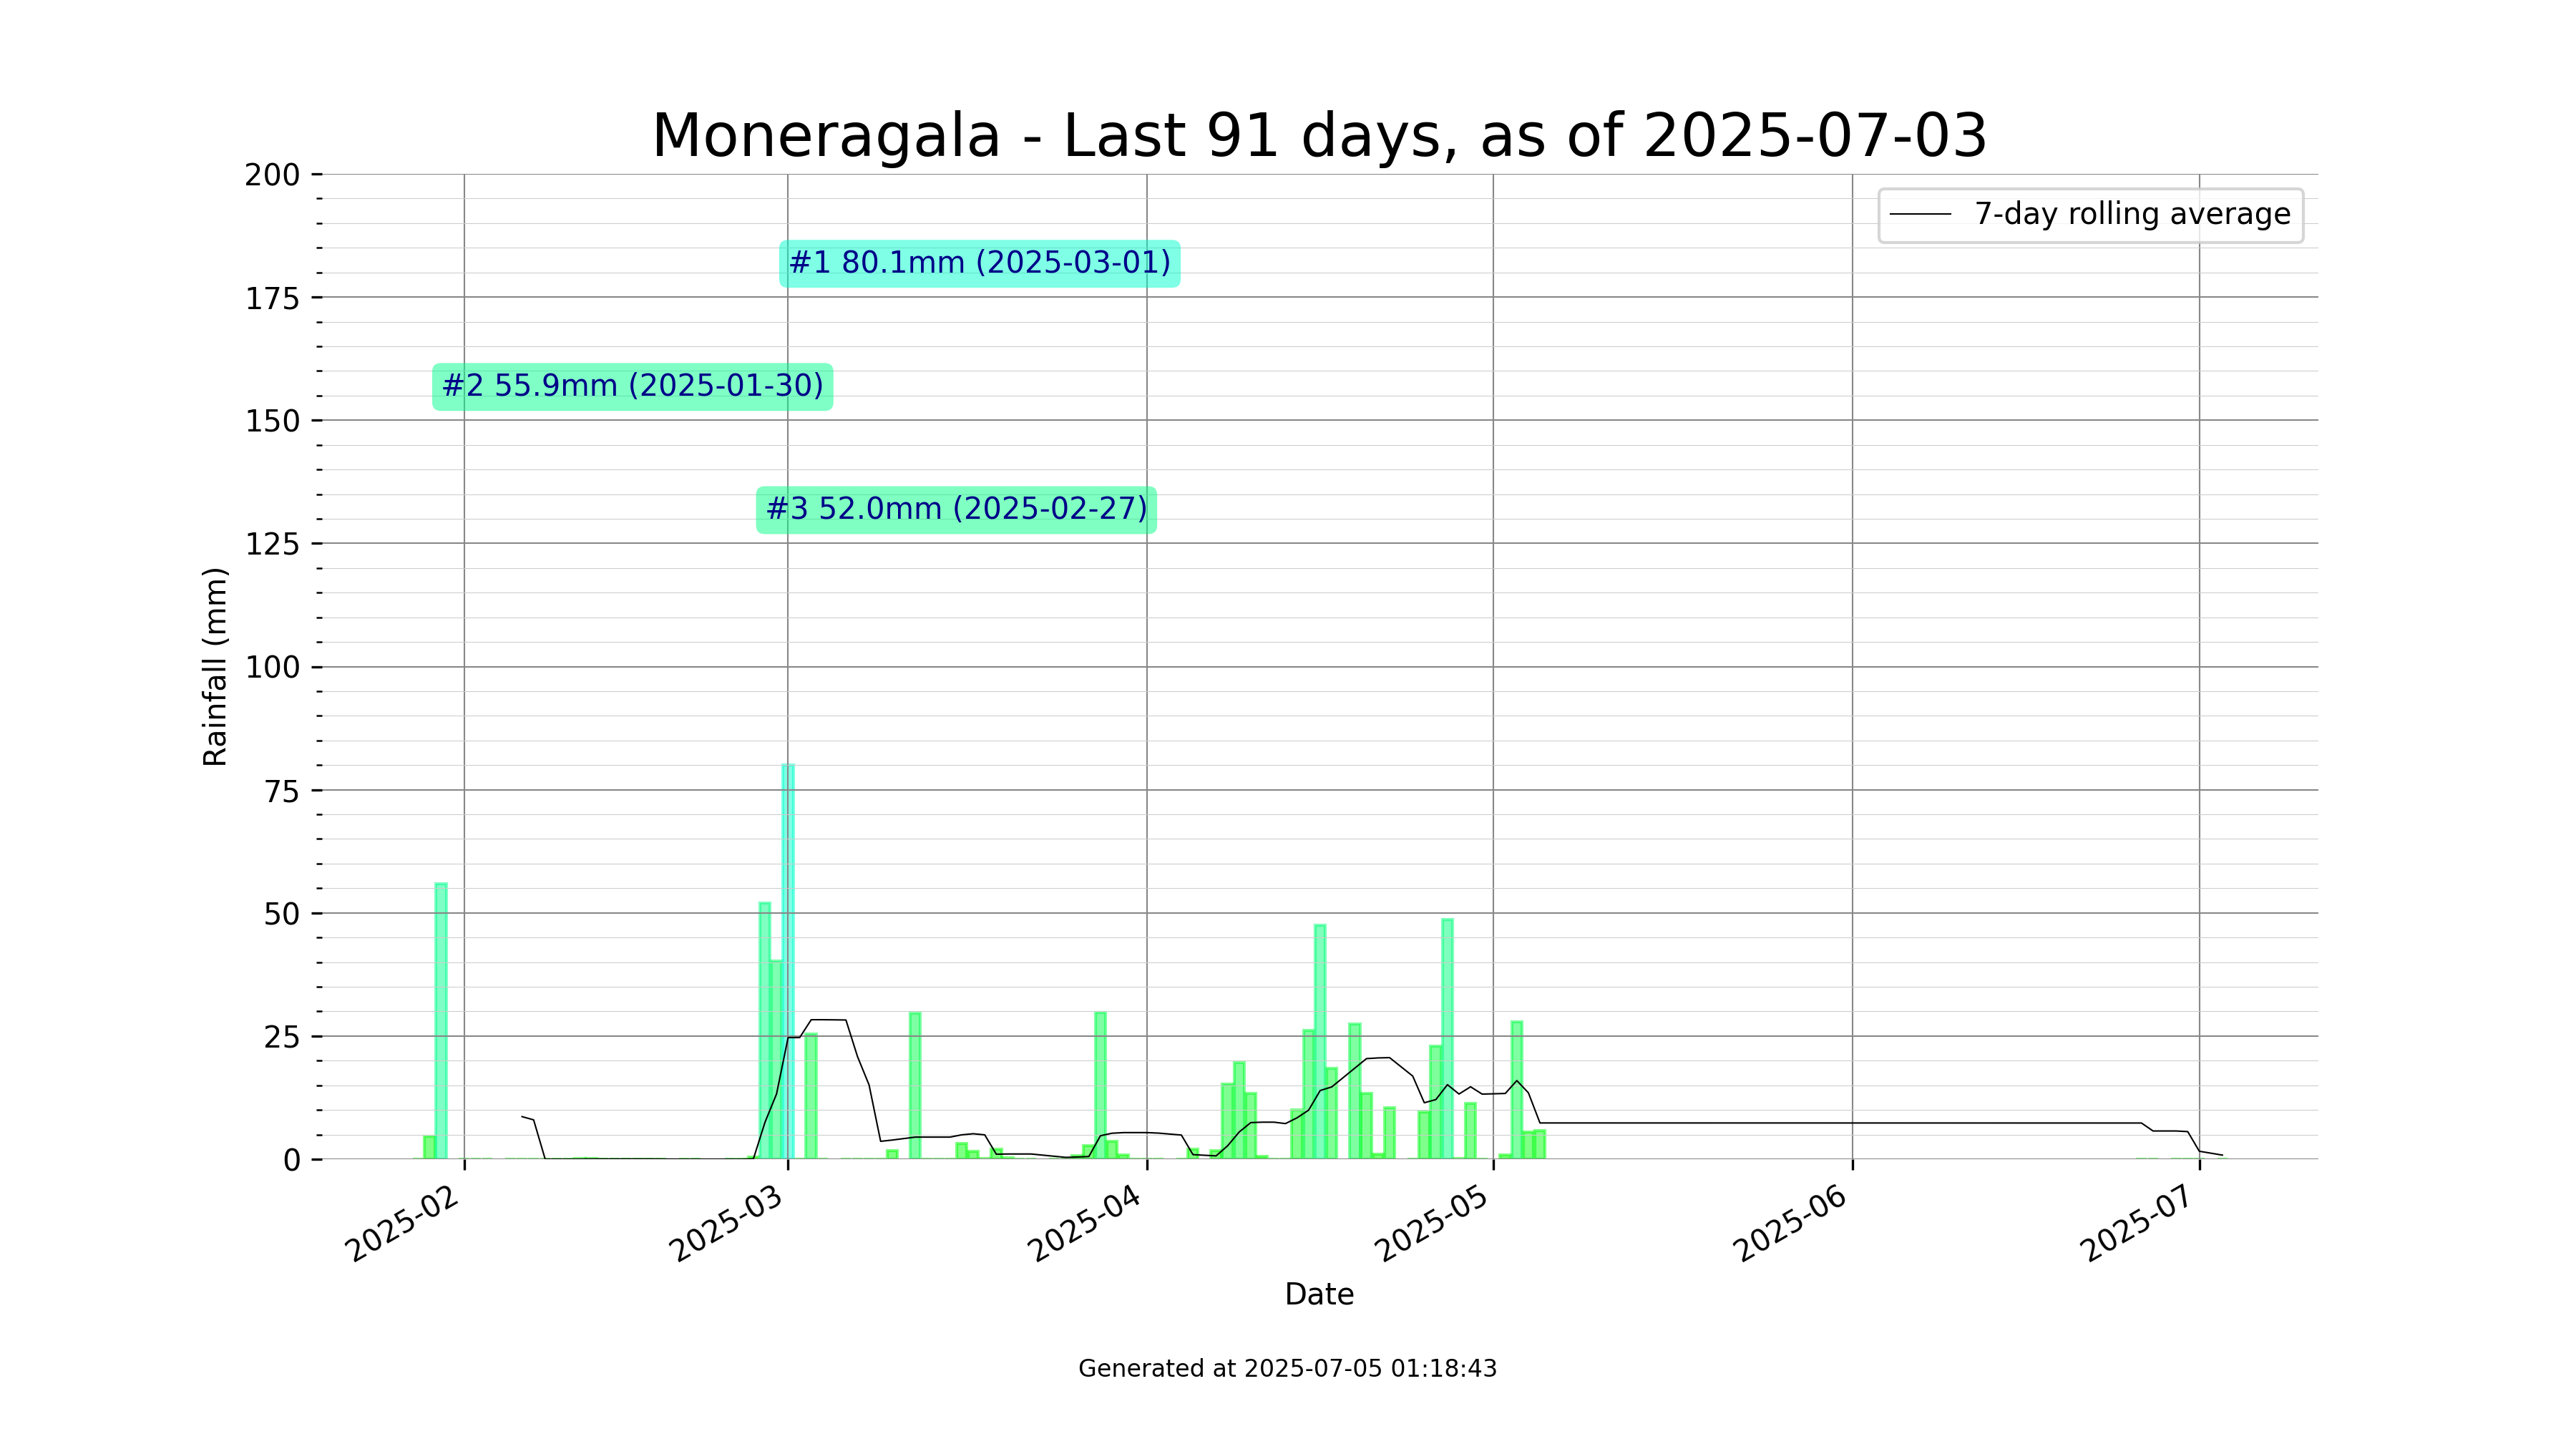 Moneragala - Last 91 days, as of 2025-07-03
7-day rolling average
#1 80.1mm (2025-03-01)
#2 55.9mm (2025-01-30)
#3 52.0mm (2025-02-27)
Rainfall (mm)
200
175
150
125
100
75
50
25
0
2025-02
2025-03
2025-04
2025-05
2025-06
2025-07
Date
Generated at 2025-07-05 01:18:43